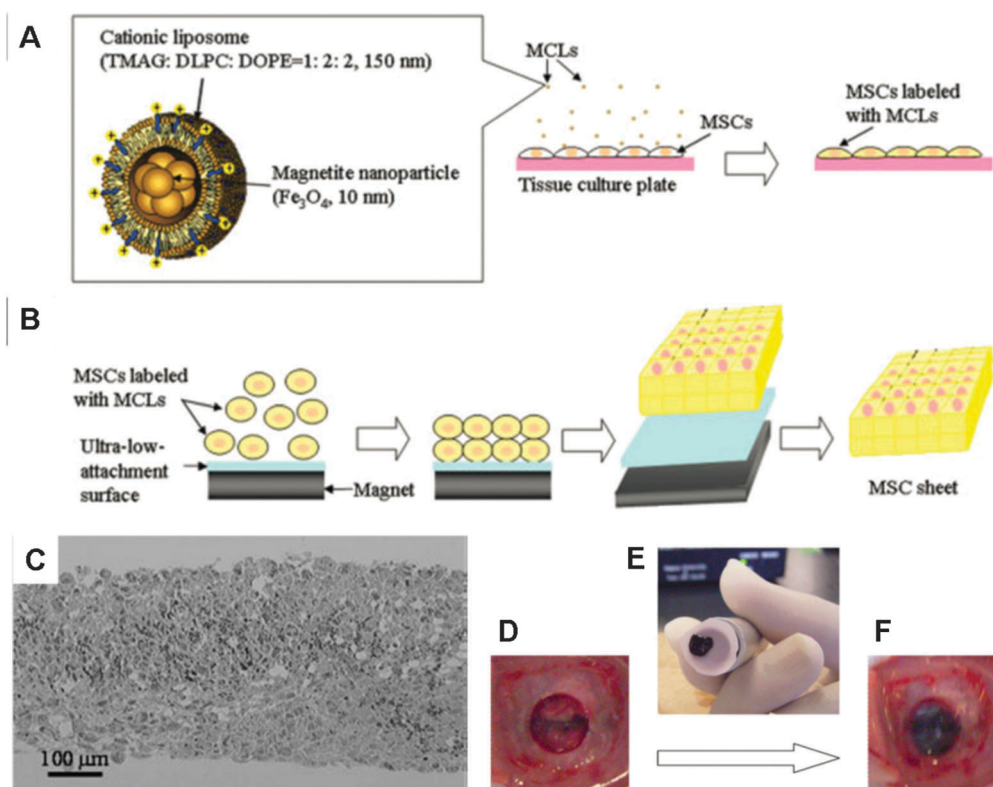 A
Cationic liposome
(TMAG: DLPC: DOPE=1: 2: 2, 150 nm)
Magnetite nanoparticle
(Fe3O4, 10 nm)
MCLs
MSCs
Tissue culture plate
MSCs labeled
with MCLs
B
MSCs labeled
with MCLs
Ultra-low-
attachment
surface
Magnet
MSC sheet
C
100 μm
D
E
F